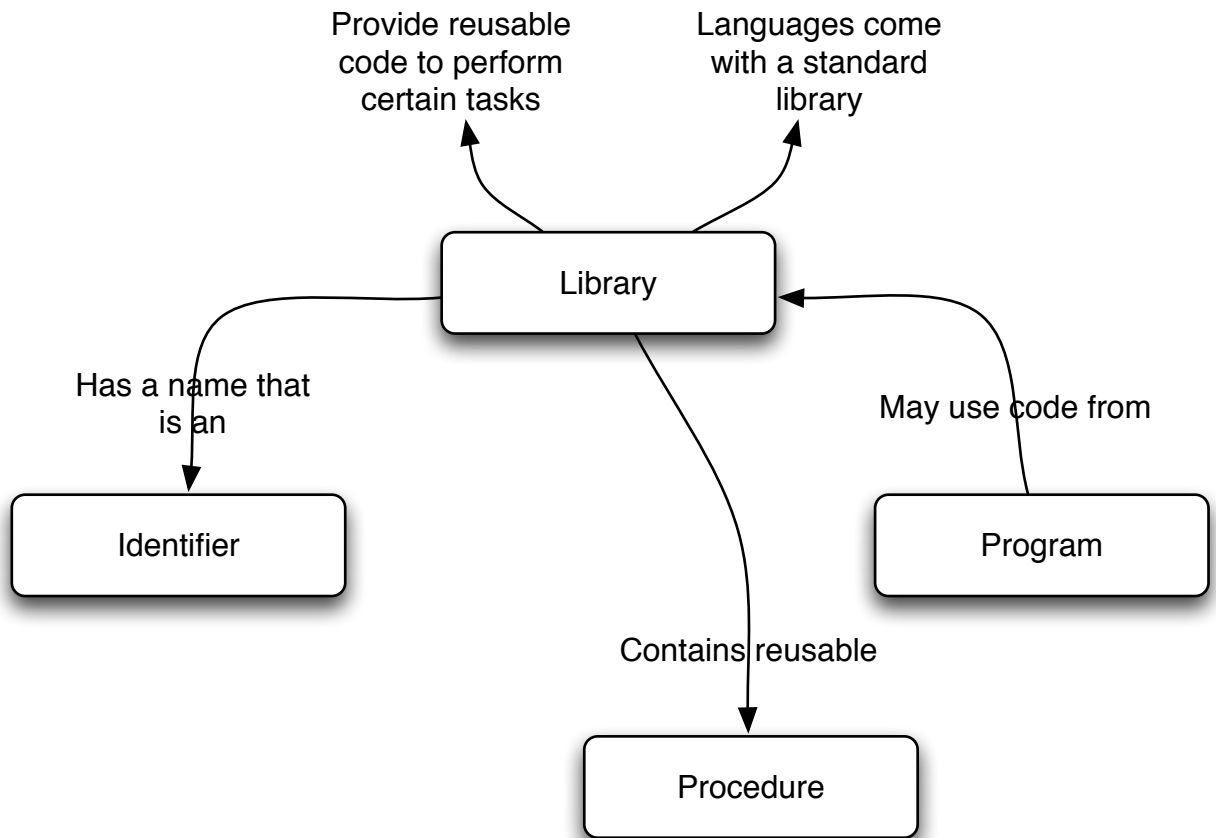 Provide reusable
code to perform
certain tasks
Languages come
with a standard
library
Library
Has a name that
is an
May use code from
Identifier
Program
Contains reusable
Procedure